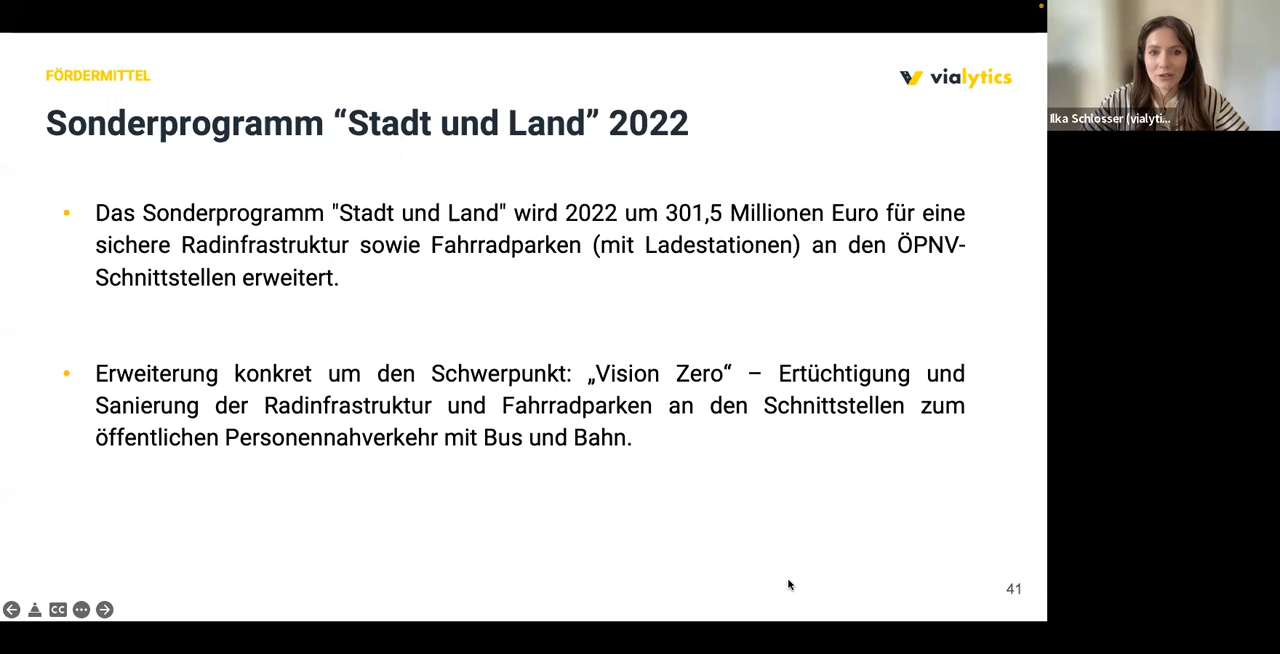 FÖRDERMITTEL
vialytics
Sonderprogramm “Stadt und Land” 2022
• Das Sonderprogramm "Stadt und Land" wird 2022 um 301,5 Millionen Euro für eine
sichere Radinfrastruktur sowie Fahrradparken (mit Ladestationen) an den ÖPNV-
Schnittstellen erweitert.
• Erweiterung konkret um den Schwerpunkt: „Vision Zero“ – Ertüchtigung und
Sanierung der Radinfrastruktur und Fahrradparken an den Schnittstellen zum
öffentlichen Personennahverkehr mit Bus und Bahn.
41
CC
Ilka Schlosser (vialyti...